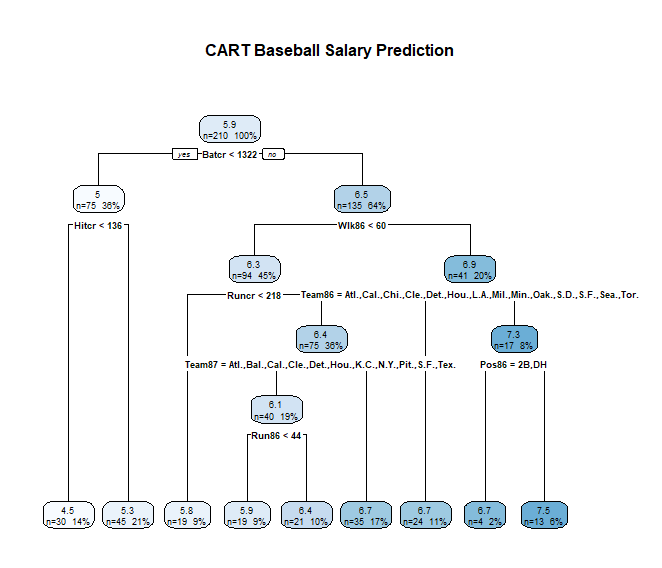 CART Baseball Salary Prediction
5.9
n=210 100%
yes Batcr < 1322 no
5
n=75 36%
6.5
n=135 64%
Hitcr < 136
Wlk86 < 60
6.3
n=94 45%
6.9
n=41 20%
Runcr < 218
Team86 = Atl.,Cal.,Chi.,Cle.,Det.,Hou.,L.A.,Mil.,Min.,Oak.,S.D.,S.F.,Sea.,Tor.
6.4
n=75 36%
7.3
n=17 8%
Team87 = Atl.,Bal.,Cal.,Cle.,Det.,Hou.,K.C.,N.Y.,Pit.,S.F.,Tex.
Pos86 = 2B,DH
6.1
n=40 19%
Run86 < 44
4.5
n=30 14%
5.3
n=45 21%
5.8
n=19 9%
5.9
n=19 9%
6.4
n=21 10%
6.7
n=35 17%
6.7
n=24 11%
6.7
n=4 2%
7.5
n=13 6%